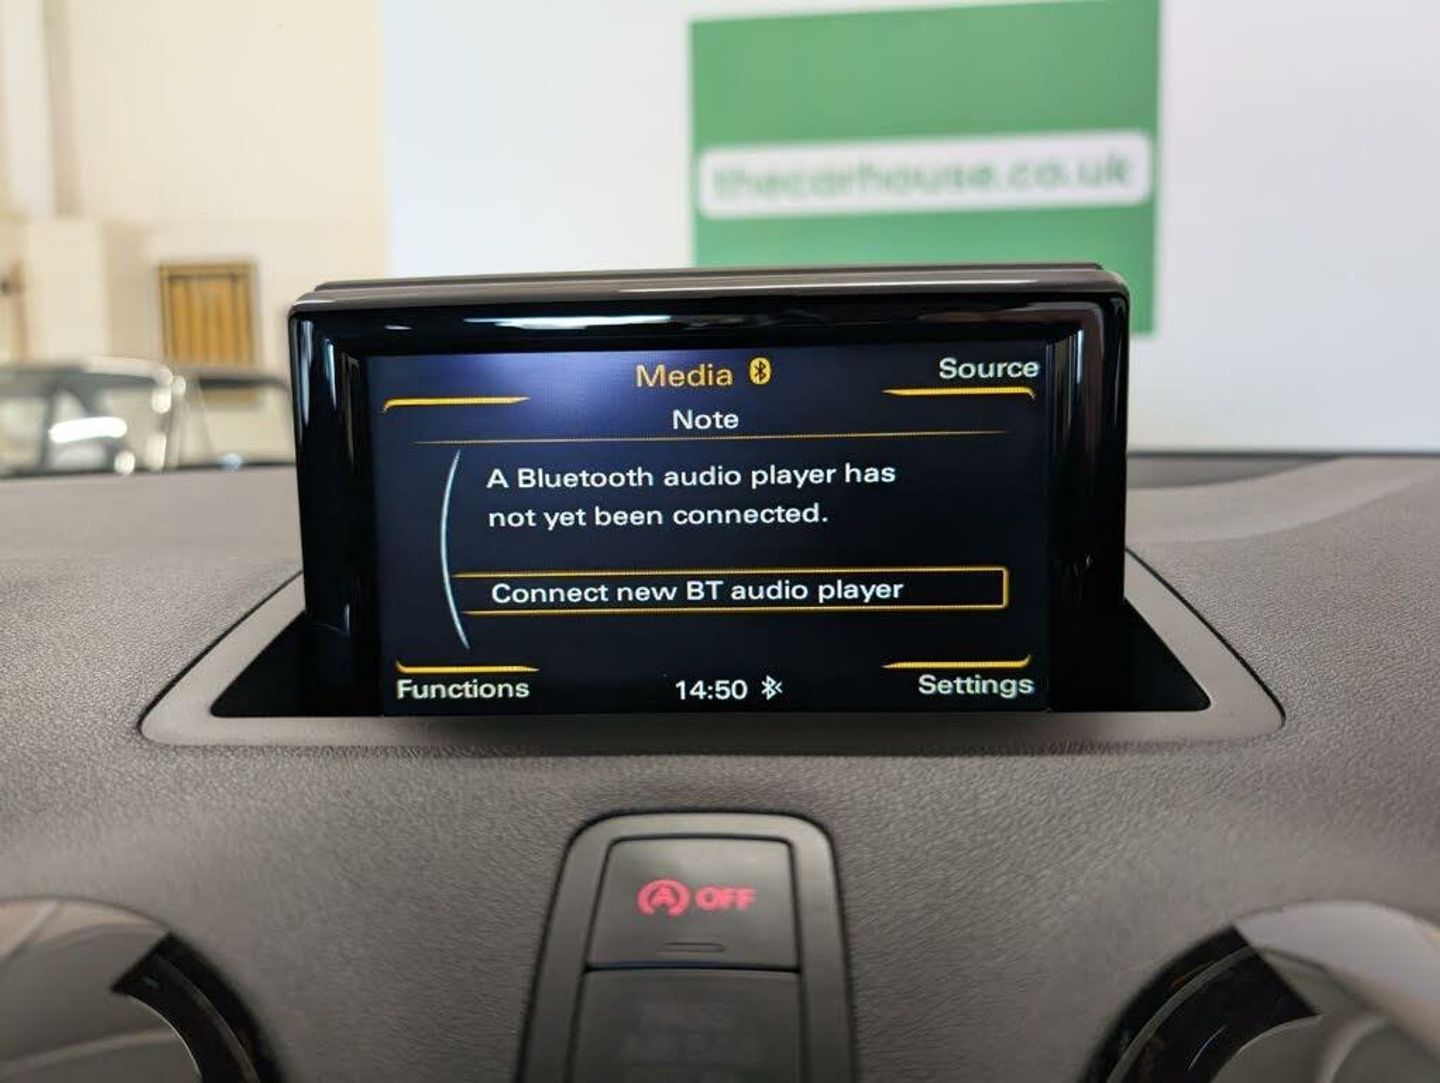 thecarhouse.co.uk
Media
Source
Note
A Bluetooth audio player has
not yet been connected.
Connect new BT audio player
Functions
14:50
Settings
A OFF